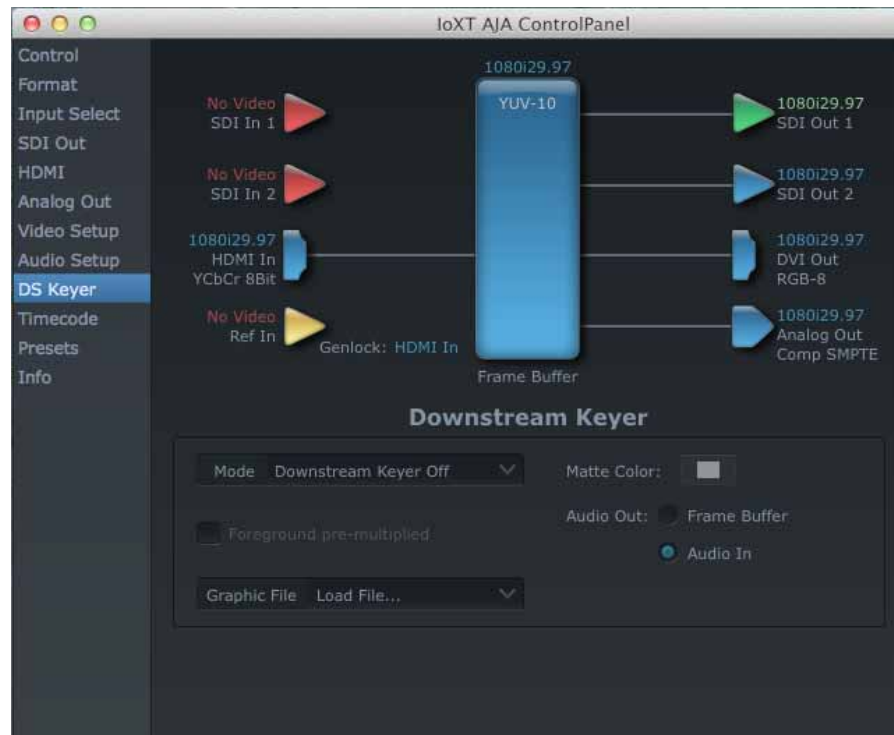 IoXT AJA ControlPanel
Control
Format
Input Select
SDI Out
HDMI
Analog Out
Video Setup
Audio Setup
DS Keyer
Timecode
Presets
Info
1080i29.97
YUV-10
Frame Buffer
No Video
SDI In 1
No Video
SDI In 2
1080i29.97
HDMI In
YCbCr 8Bit
No Video
Ref In
Genlock: HDMI In
1080i29.97
SDI Out 1
1080i29.97
SDI Out 2
1080i29.97
DVI Out
RGB-8
1080i29.97
Analog Out
Comp SMPTE
Downstream Keyer
Mode Downstream Keyer Off
Foreground pre-multiplied
Graphic File Load File...
Matte Color:
Audio Out: Frame Buffer
Audio In